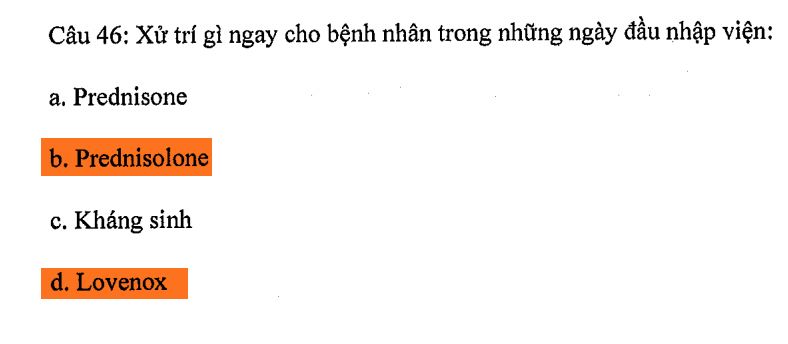 Câu 46: Xử trí gì ngay cho bệnh nhân trong những ngày đầu nhập viện:
a. Prednisone
b. Prednisolone
c. Kháng sinh
d. Lovenox